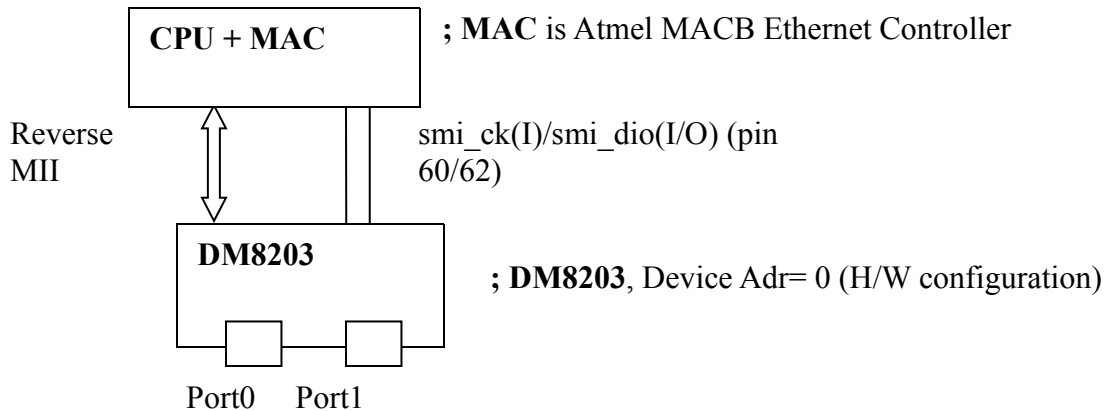 CPU + MAC
; MAC is Atmel MACB Ethernet Controller
Reverse
MII
smi_ck(I)/smi_dio(I/O) (pin
60/62)
DM8203
; DM8203, Device Adr= 0 (H/W configuration)
Port0
Port1